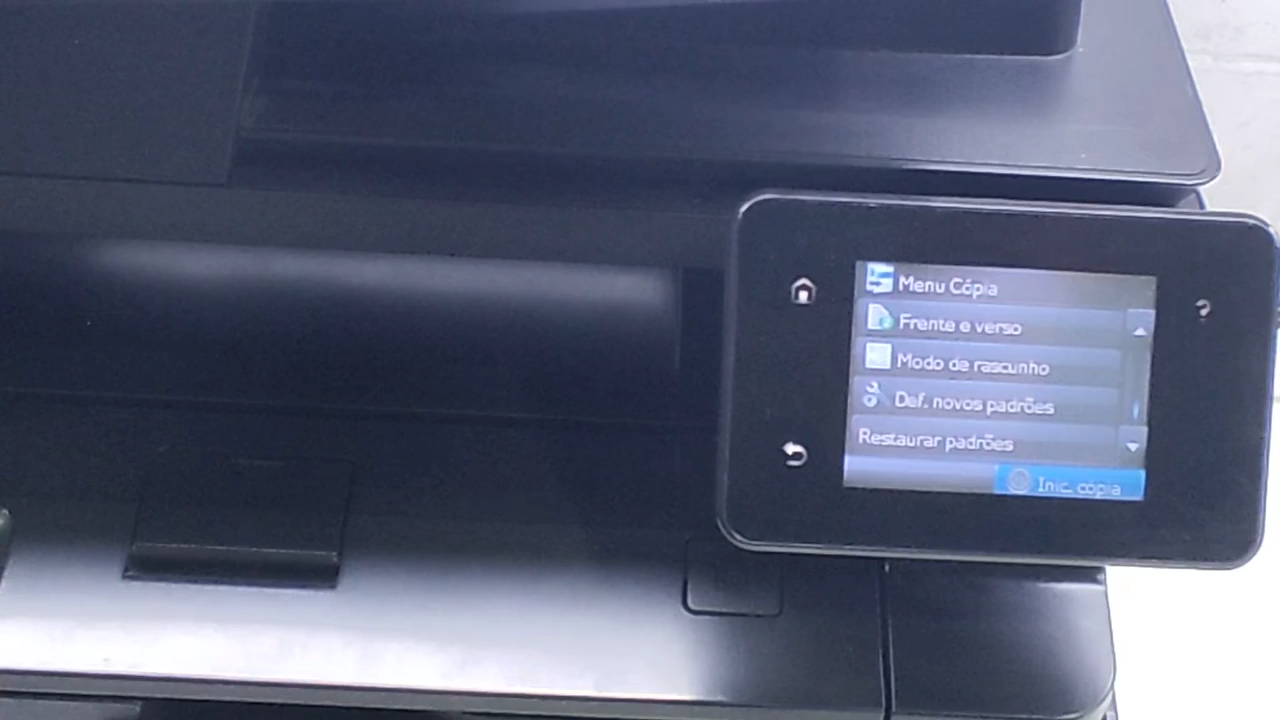 Menu Cópia
Frente e verso
Modo de rascunho
Def. novos padrões
Restaurar padrões
Inic. cópia